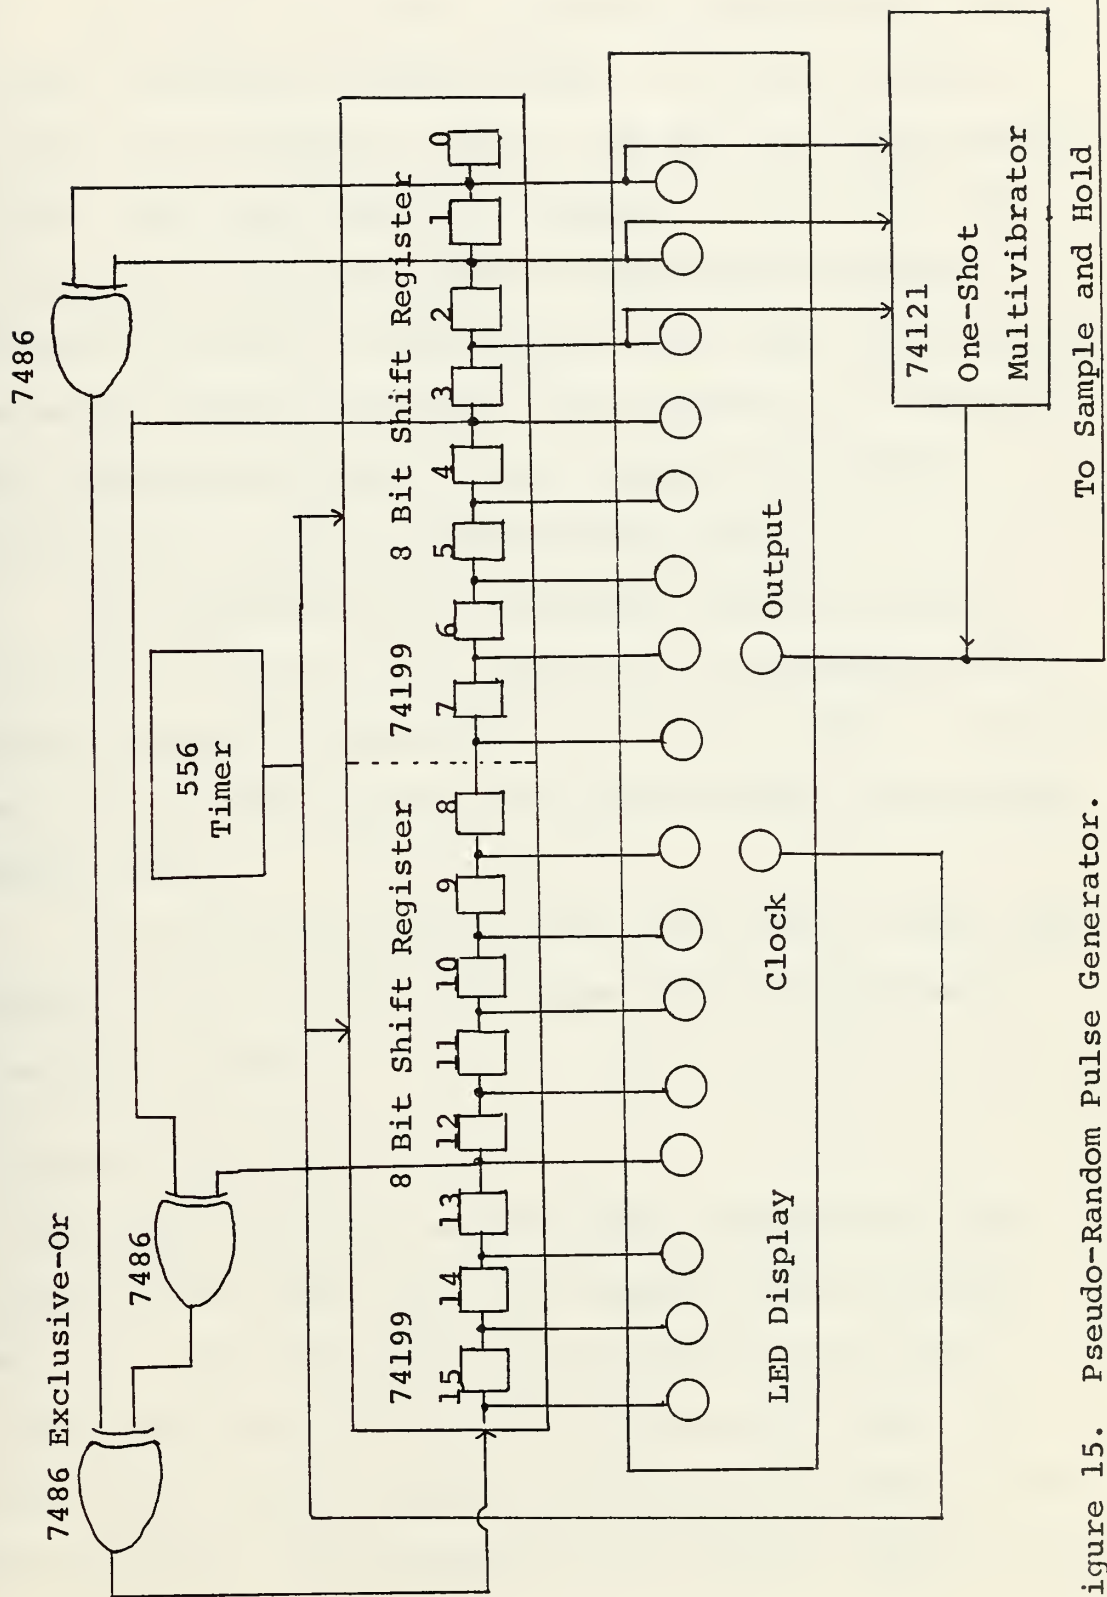 7486 Exclusive-Or
7486
7486
556
Timer
74199
8 Bit Shift Register
74199
8 Bit Shift Register
15
14
13
12
11
10
9
8
7
6
5
4
3
2
1
0
LED Display
Clock
Output
74121
One-Shot
Multivibrator
To Sample and Hold
igure 15. Pseudo-Random Pulse Generator.